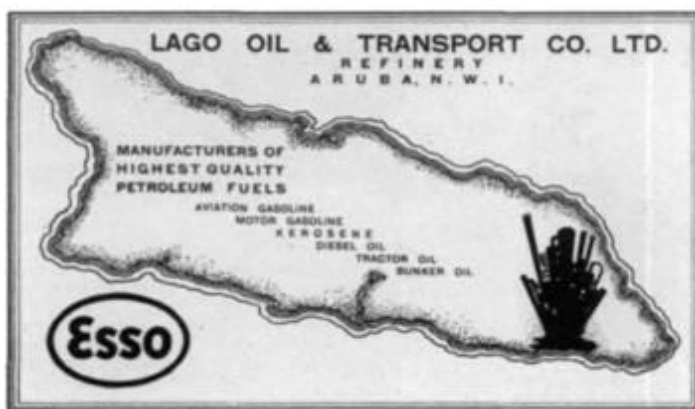 LAGO OIL & TRANSPORT CO. LTD.
REFINERY
ARUBA, N. W. I.
MANUFACTURERS OF
HIGHEST QUALITY
PETROLEUM FUELS
AVIATION GASOLINE
MOTOR GASOLINE
KEROSENE
DIESEL OIL
TRACTOR OIL
BUNKER OIL
Esso